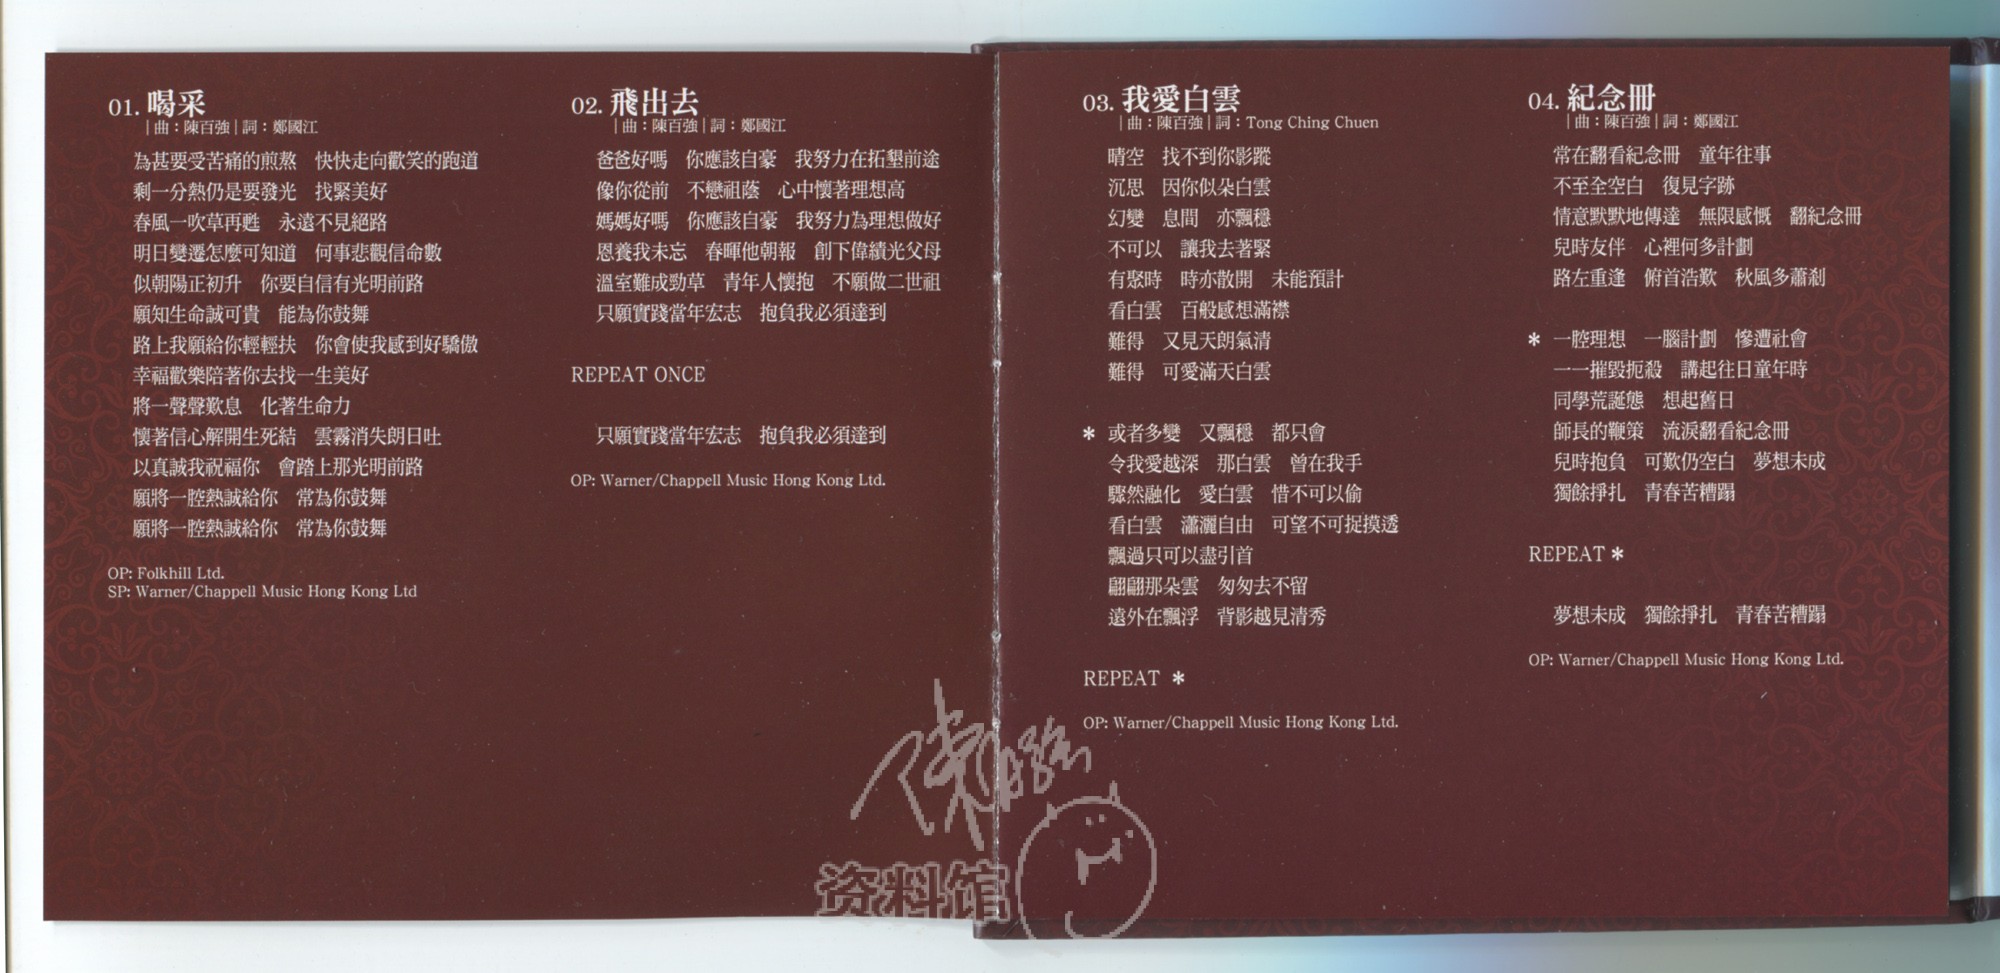 01. 喝采
| 曲：陳百強 | 詞：鄭國江
為甚要受苦痛的煎熬　快快走向歡笑的跑道
剩一分熱仍是要發光　找緊美好
春風一吹草再甦　永遠不見絕路
明日變遷怎麼可知道　何事悲觀信命數
似朝陽正初升　你要自信有光明前路
願知生命誠可貴　能為你鼓舞
路上我願給你輕輕扶　你會使我感到好驕傲
幸福歡樂陪著你去找一生美好
將一聲聲歎息　化著生命力
懷著信心解開生死結　雲霧消失朗日吐
以真誠我祝福你　會踏上那光明前路
願將一腔熱誠給你　常為你鼓舞
願將一腔熱誠給你　常為你鼓舞
OP: Folkhill Ltd.
SP: Warner/Chappell Music Hong Kong Ltd
02. 飛出去
| 曲：陳百強 | 詞：鄭國江
爸爸好嗎　你應該自豪　我努力在拓墾前途
像你從前　不戀祖蔭　心中懷著理想高
媽媽好嗎　你應該自豪　我努力為理想做好
恩養我未忘　春暉他朝報　創下偉績光父母
溫室難成勁草　青年人懷抱　不願做二世祖
只願實踐當年宏志　抱負我必須達到
REPEAT ONCE
只願實踐當年宏志　抱負我必須達到
OP: Warner/Chappell Music Hong Kong Ltd.
03. 我愛白雲
| 曲：陳百強 | 詞：Tong Ching Chuen
晴空　找不到你影蹤
沉思　因你似朵白雲
幻變　息間　亦飄穩
不可以　讓我去著緊
有聚時　時亦散開　未能預計
看白雲　百般感想滿襟
難得　又見天朗氣清
難得　可愛滿天白雲
* 或者多變　又飄穩　都只會
令我愛越深　那白雲　曾在我手
驟然融化　愛白雲　惜不可以偷
看白雲　瀟灑自由　可望不可捉摸透
飄過只可以盡引首
翩翩那朵雲　匆匆去不留
遠外在飄浮　背影越見清秀
REPEAT *
OP: Warner/Chappell Music Hong Kong Ltd.
04. 紀念冊
| 曲：陳百強 | 詞：鄭國江
常在翻看紀念冊　童年往事
不至全空白　復見字跡
情意默默地傳達　無限感慨　翻紀念冊
兒時友伴　心裡何多計劃
路左重逢　俯首浩歎　秋風多蕭剎
* 一腔理想　一腦計劃　慘遭社會
一一摧毀扼殺　講起往日童年時
同學荒誕態　想起舊日
師長的鞭策　流淚翻看紀念冊
兒時抱負　可歎仍空白　夢想未成
獨餘掙扎　青春苦糟蹋
REPEAT *
夢想未成　獨餘掙扎　青春苦糟蹋
OP: Warner/Chappell Music Hong Kong Ltd.
陳百強
资料馆